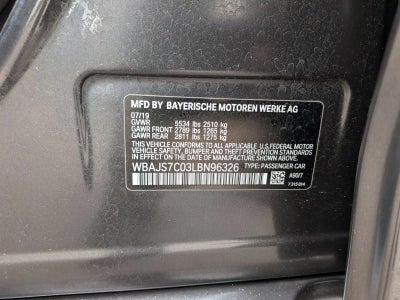 MFD BY BAYERISCHE MOTOREN WERKE AG
07/19
GVWR 5534 lbs 2510 kg
GAWR FRONT 2789 lbs 1265 kg
GAWR REAR 2811 lbs 1275 kg
THIS VEHICLE CONFORMS TO ALL APPLICABLE
U.S. FEDERAL MOTOR VEHICLE
SAFETY, BUMPER, AND THEFT PREVENTION
STANDARDS IN EFFECT ON THE DATE OF
MANUFACTURE SHOWN ABOVE.
WBAJS7C03LBN96326 TYPE: PASSENGER CAR
A90/7